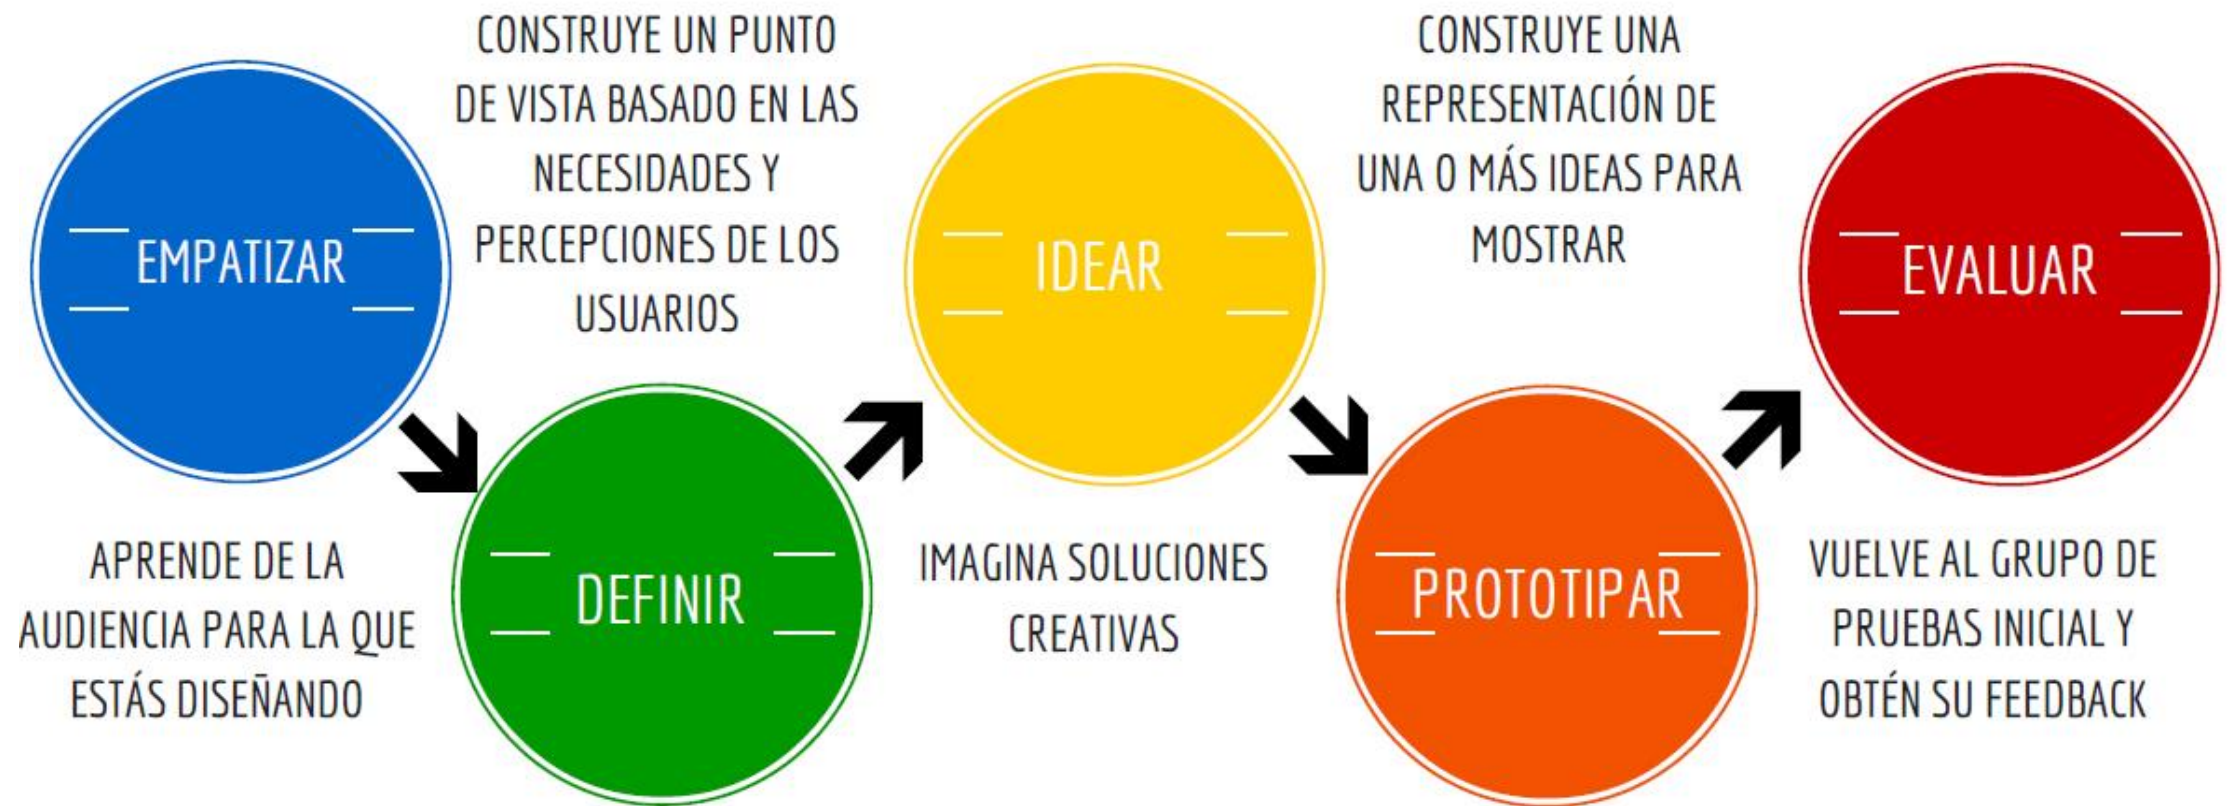 EMPATIZAR
APRENDE DE LA
AUDIENCIA PARA LA QUE
ESTÁS DISEÑANDO
CONSTRUYE UN PUNTO
DE VISTA BASADO EN LAS
NECESIDADES Y
PERCEPCIONES DE LOS
USUARIOS
DEFINIR
IDEAR
IMAGINA SOLUCIONES
CREATIVAS
CONSTRUYE UNA
REPRESENTACIÓN DE
UNA O MÁS IDEAS PARA
MOSTRAR
PROTOTIPAR
EVALUAR
VUELVE AL GRUPO DE
PRUEBAS INICIAL Y
OBTÉN SU FEEDBACK